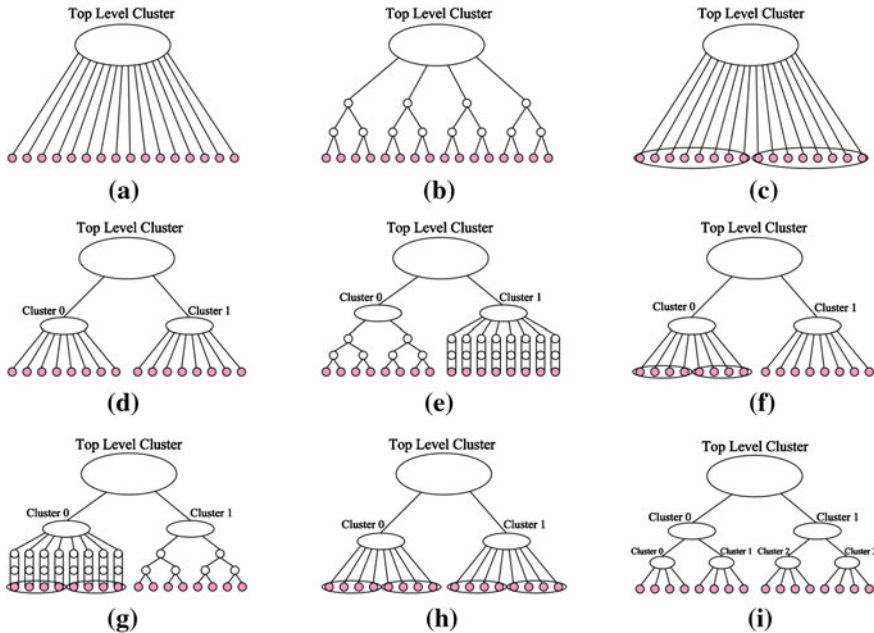 Top Level Cluster Top Level Cluster Top Level Cluster
(a) (b) (c)
Top Level Cluster Top Level Cluster Top Level Cluster
Cluster 0 Cluster 1 Cluster 0 Cluster 1 Cluster 0 Cluster 1
(d) (e) (f)
Top Level Cluster Top Level Cluster Top Level Cluster
Cluster 0 Cluster 1 Cluster 0 Cluster 1 Cluster 0 Cluster 1
Cluster 0 Cluster 1 Cluster 2 Cluster
(g) (h) (i)